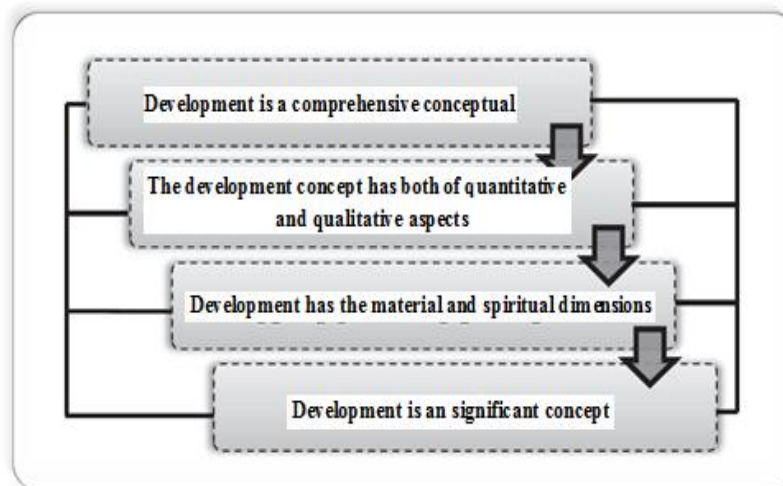 Development is a comprehensive conceptual
The development concept has both of quantitative
and qualitative aspects
Development has the material and spiritual dimensions
Development is an significant concept